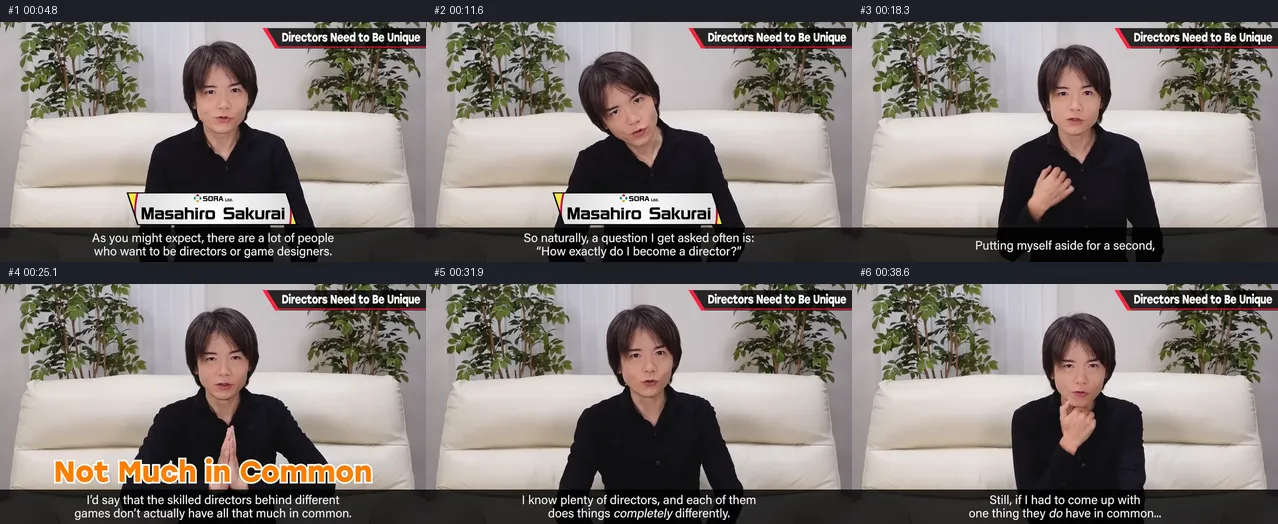 #1 00:04.8
Directors Need to Be Unique
SORA Ltd.
Masahiro Sakurai
As you might expect, there are a lot of people
who want to be directors or game designers.
#2 00:11.6
Directors Need to Be Unique
SORA Ltd.
Masahiro Sakurai
So naturally, a question I get asked often is:
“How exactly do I become a director?”
#3 00:18.3
Directors Need to Be Unique
Putting myself aside for a second,
#4 00:25.1
Directors Need to Be Unique
Not Much in Common
I’d say that the skilled directors behind different
games don’t actually have all that much in common.
#5 00:31.9
Directors Need to Be Unique
I know plenty of directors, and each of them
does things completely differently.
#6 00:38.6
Directors Need to Be Unique
Still, if I had to come up with
one thing they do have in common...